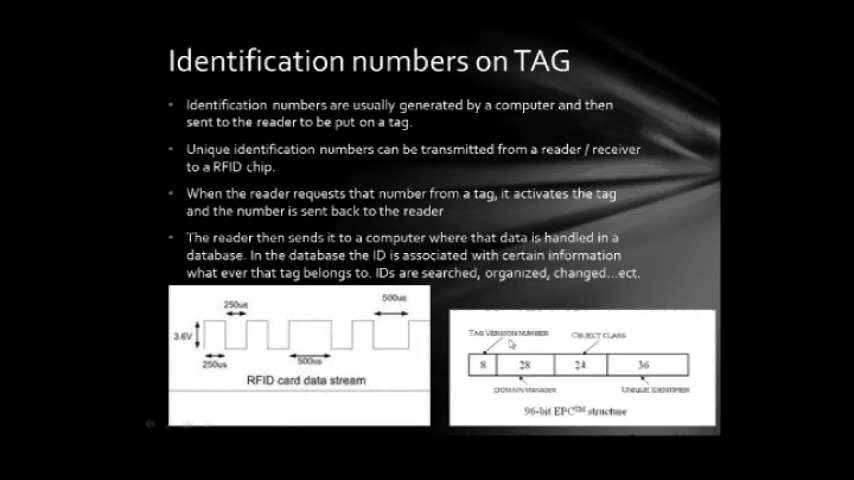 Identification numbers on TAG
• Identification numbers are usually generated by a computer and then
sent to the reader to be put on a tag.
• Unique identification numbers can be transmitted from a reader / receiver
to a RFID chip.
• When the reader requests that number from a tag, it activates the tag
and the number is sent back to the reader
• The reader then sends it to a computer where that data is handled in a
database. In the database the ID is associated with certain information
what ever that tag belongs to. IDs are searched, organized, changed...ect.
250us
500us
3.6V
250us
500us
RFID card data stream
TAG VERSION NUMBER
OBJECT CLASS
8 28 24 36
DOMAIN MANAGER
UNIQUE IDENTIFIER
96-bit EPC™ structure